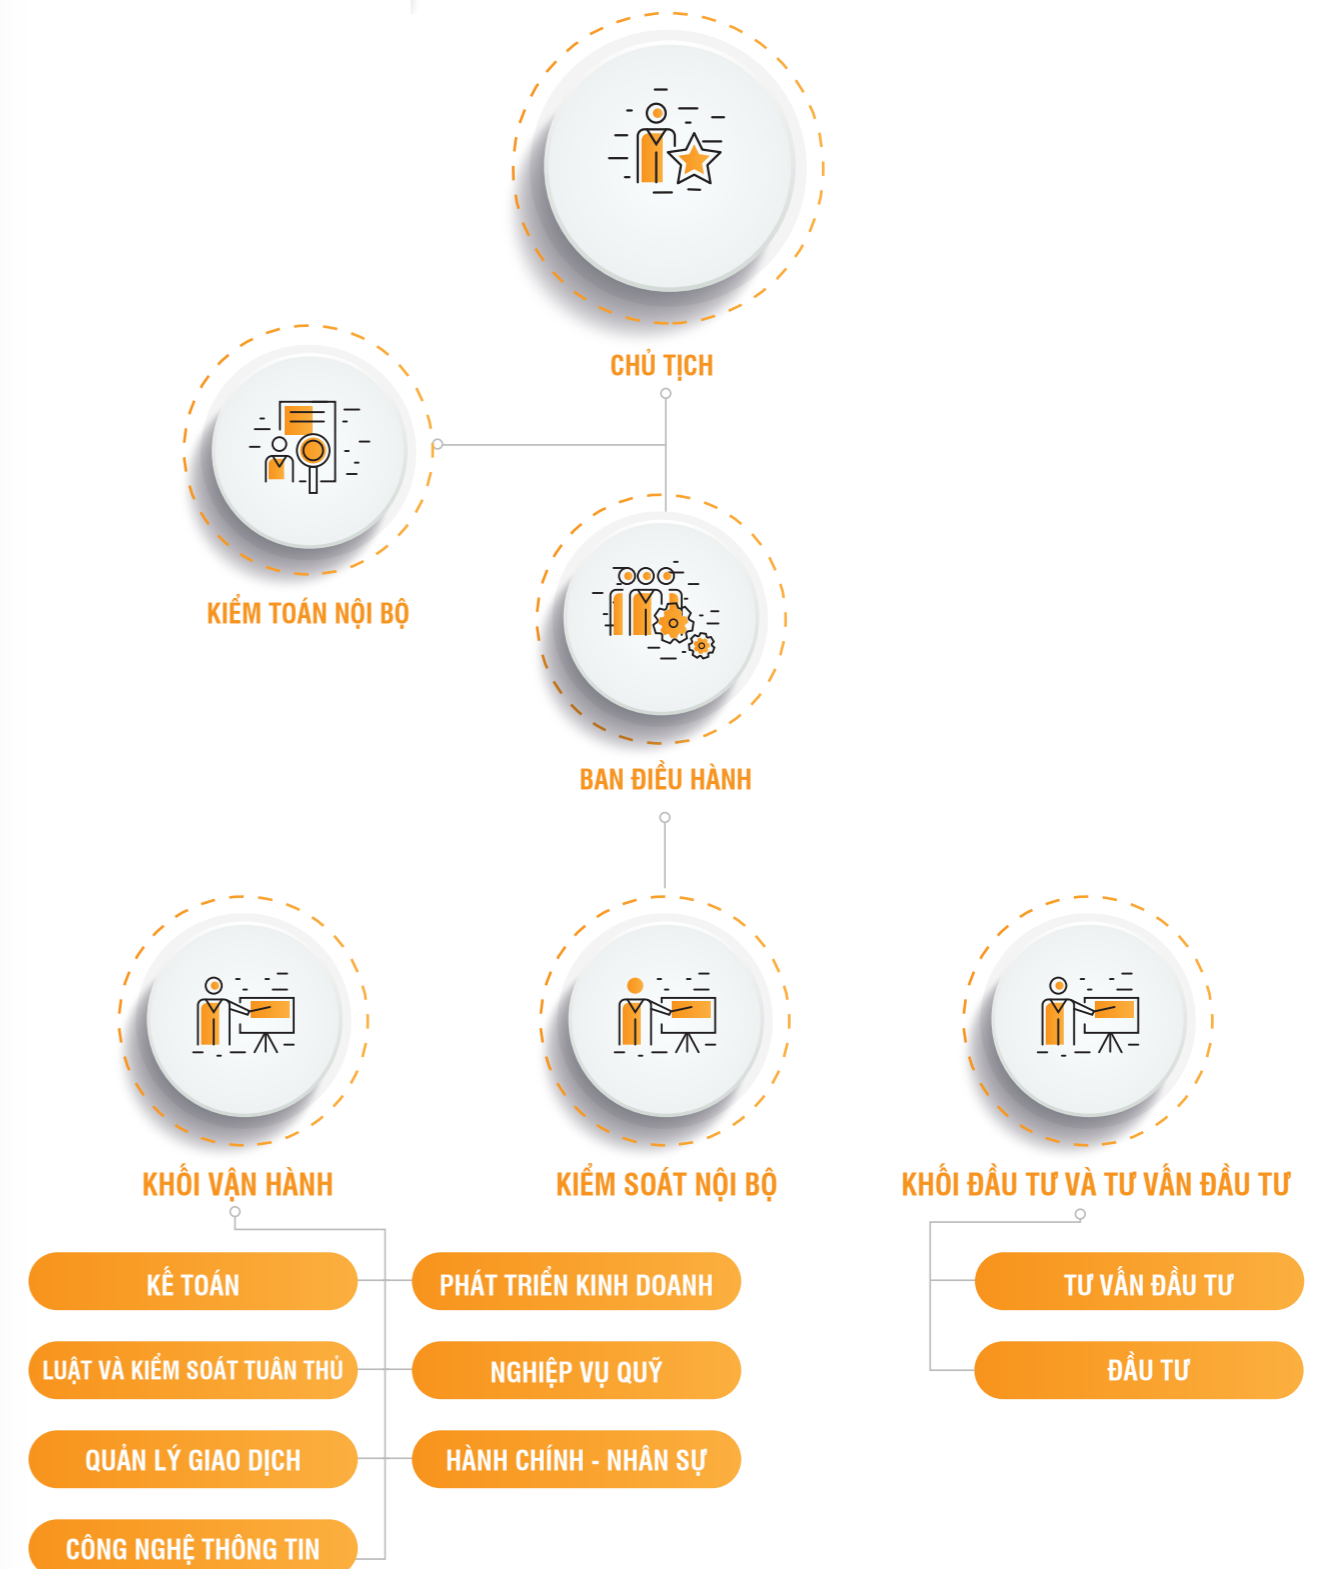 CHỦ TỊCH
KIỂM TOÁN NỘI BỘ
BAN ĐIỀU HÀNH
KHỐI VẬN HÀNH
KIỂM SOÁT NỘI BỘ
KHỐI ĐẦU TƯ VÀ TƯ VẤN ĐẦU TƯ
KẾ TOÁN
PHÁT TRIỂN KINH DOANH
TƯ VẤN ĐẦU TƯ
LUẬT VÀ KIỂM SOÁT TUÂN THỦ
NGHIỆP VỤ QUỸ
ĐẦU TƯ
QUẢN LÝ GIAO DỊCH
HÀNH CHÍNH - NHÂN SỰ
CÔNG NGHỆ THÔNG TIN